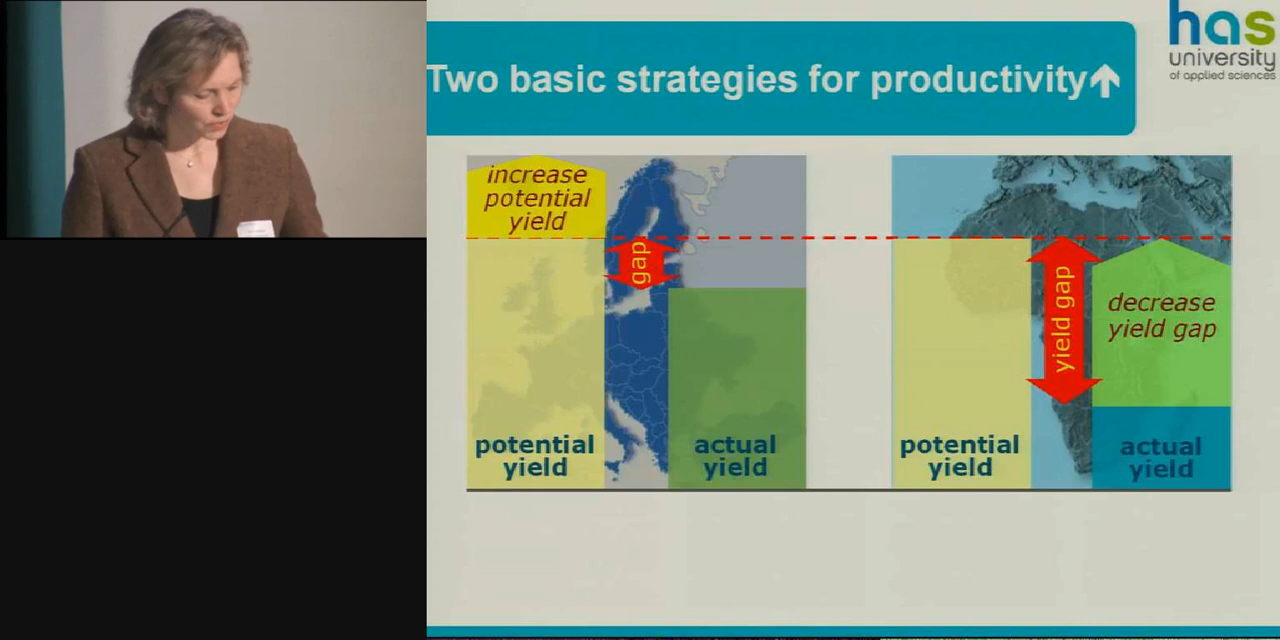 has
university
of applied sciences
Two basic strategies for productivity↑
increase
potential
yield
gap
potential
yield
actual
yield
yield gap
decrease
yield gap
potential
yield
actual
yield